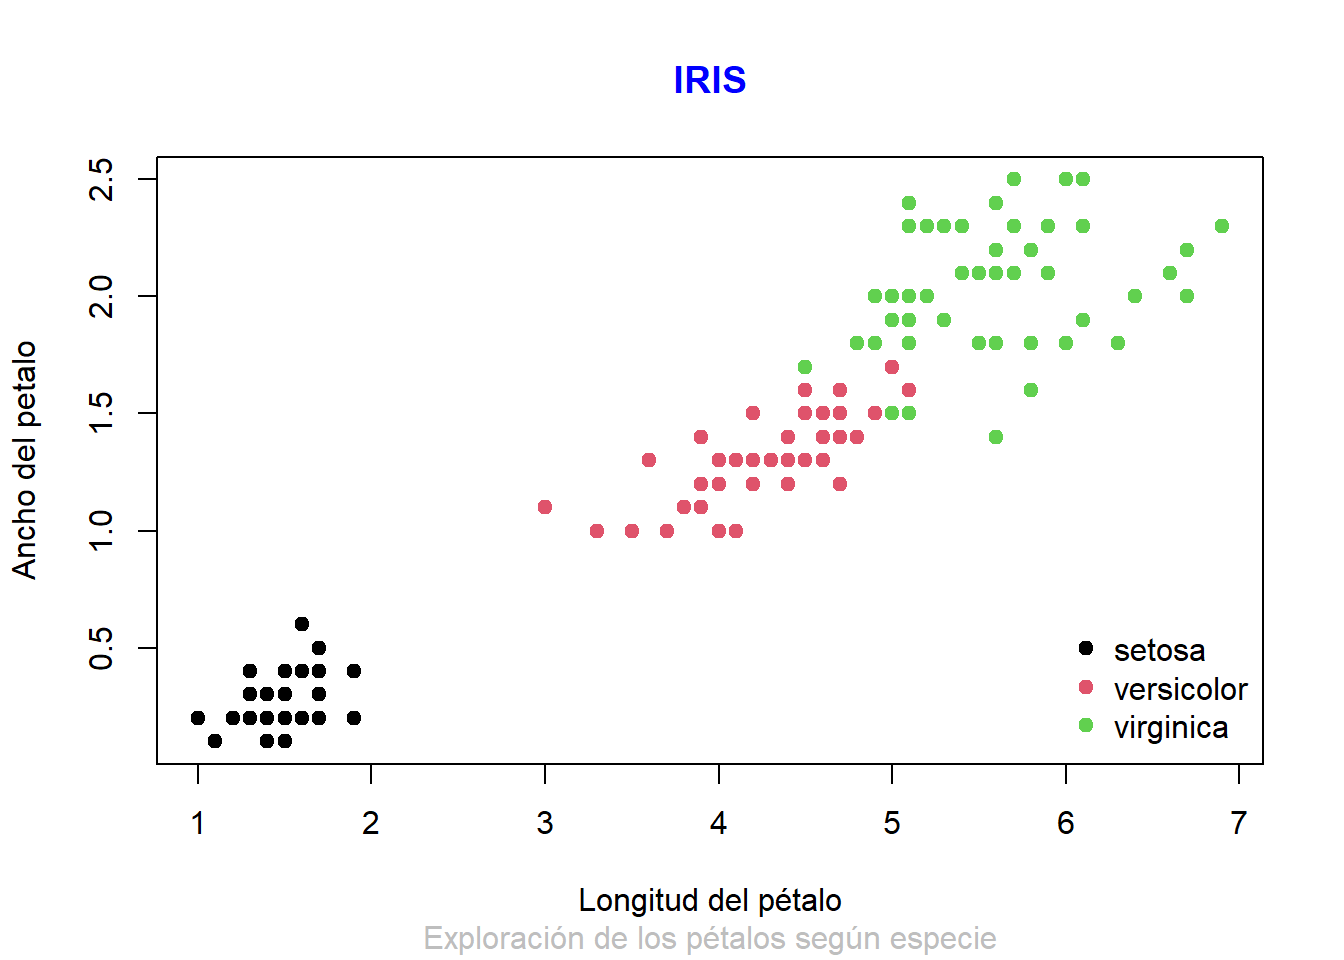 IRIS
2.5
2.0
1.5
1.0
0.5
Ancho del petalo
setosa
versicolor
virginica
1 2 3 4 5 6 7
Longitud del pétalo
Exploración de los pétalos según especie